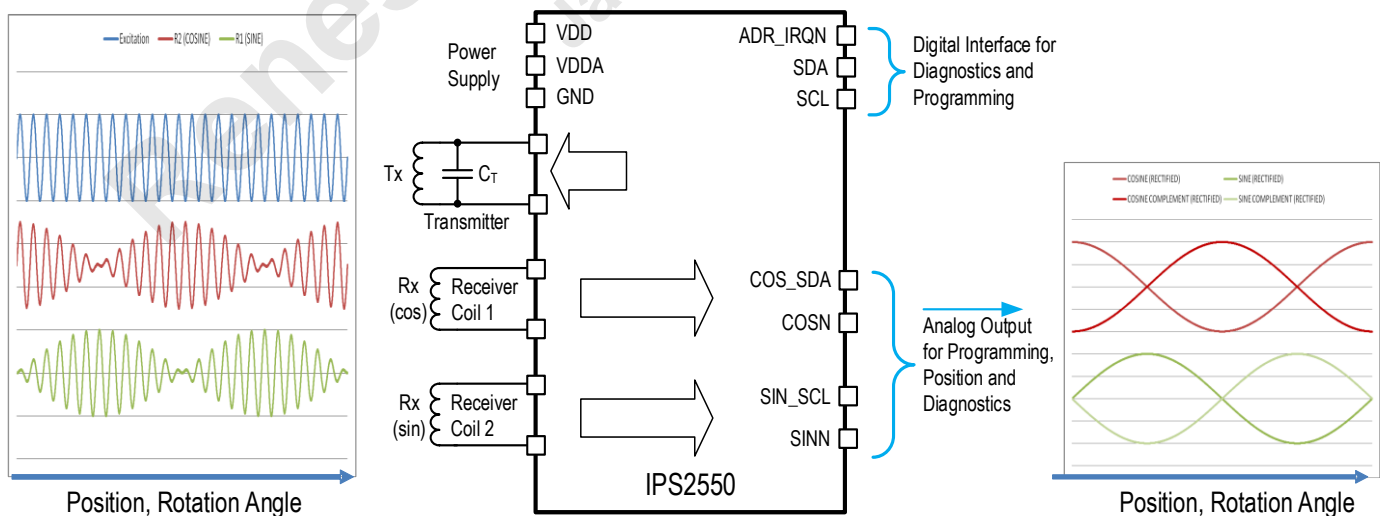 Renes
Excitation R2 (COSINE) R1 (SINE)
Position, Rotation Angle
Power
Supply
VDD
VDDA
GND
Tx
CT
Transmitter
Rx
(cos)
Receiver
Coil 1
Rx
(sin)
Receiver
Coil 2
IPS2550
ADR_IRQN
SDA
SCL
Digital Interface for
Diagnostics and
Programming
COS_SDA
COSN
SIN_SCL
SINN
Analog Output
for Programming,
Position and
Diagnostics
COSINE (RECTIFIED) SINE (RECTIFIED)
COSINE COMPLEMENT (RECTIFIED) SINE COMPLEMENT (RECTIFIED)
Position, Rotation Angle